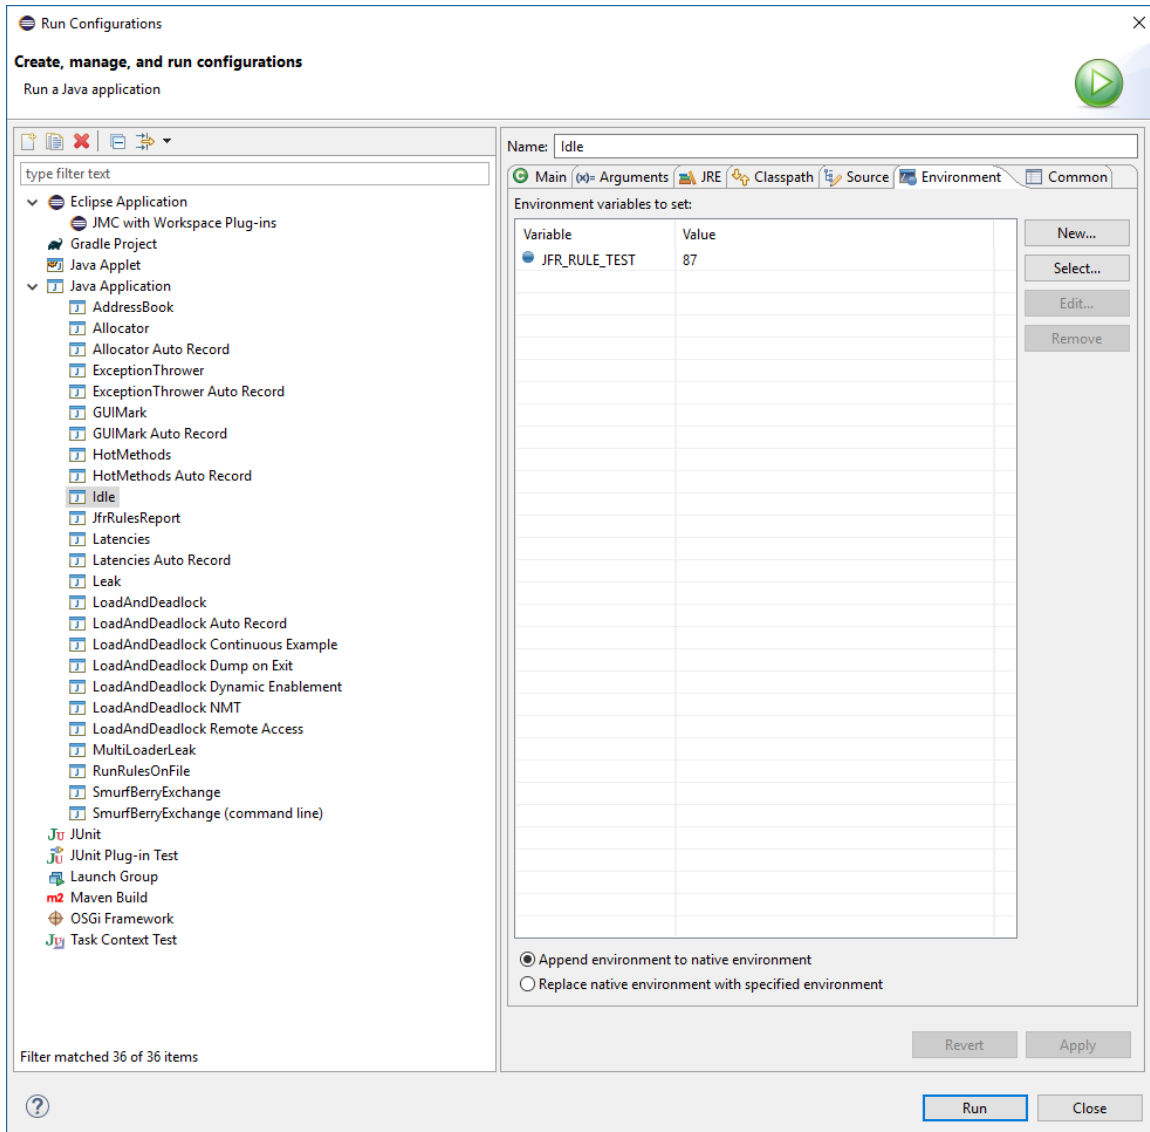 Run Configurations
Create, manage, and run configurations
Run a Java application
type filter text
Eclipse Application
JMC with Workspace Plug-ins
Gradle Project
Java Applet
Java Application
AddressBook
Allocator
Allocator Auto Record
ExceptionThrower
ExceptionThrower Auto Record
GUIMark
GUIMark Auto Record
HotMethods
HotMethods Auto Record
Idle
JfrRulesReport
Latencies
Latencies Auto Record
Leak
LoadAndDeadlock
LoadAndDeadlock Auto Record
LoadAndDeadlock Continuous Example
LoadAndDeadlock Dump on Exit
LoadAndDeadlock Dynamic Enablement
LoadAndDeadlock NMT
LoadAndDeadlock Remote Access
MultiLoaderLeak
RunRulesOnFile
SmurfBerryExchange
SmurfBerryExchange (command line)
JU JUnit
JU JUnit Plug-in Test
Launch Group
m2 Maven Build
OSGi Framework
JU Task Context Test
Filter matched 36 of 36 items
Name: Idle
Main (x)= Arguments JRE Classpath Source Environment Common
Environment variables to set:
Variable Value
JFR_RULE_TEST 87
New...
Select...
Edit...
Remove
Append environment to native environment
Replace native environment with specified environment
Revert Apply
? Run Close